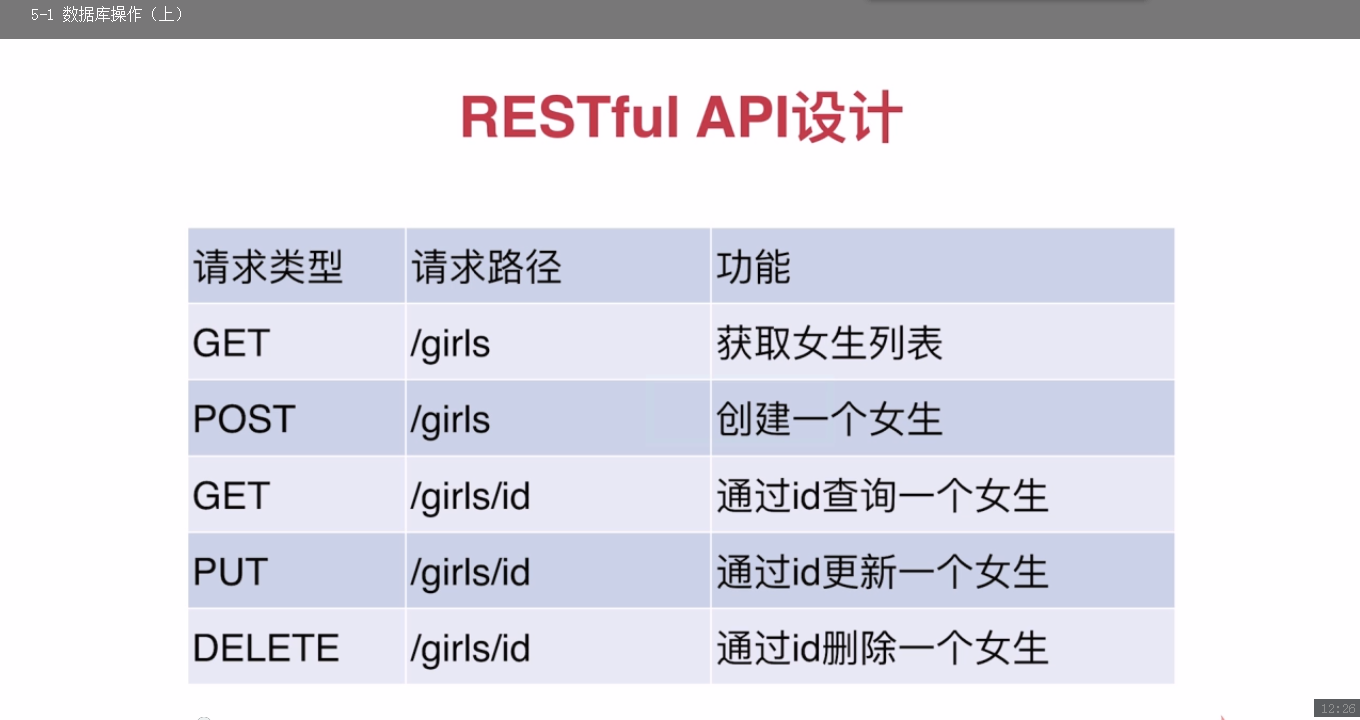 5-1 数据库操作（上）
RESTful API设计
请求类型 请求路径 功能
GET /girls 获取女生列表
POST /girls 创建一个女生
GET /girls/id 通过id查询一个女生
PUT /girls/id 通过id更新一个女生
DELETE /girls/id 通过id删除一个女生
12:26